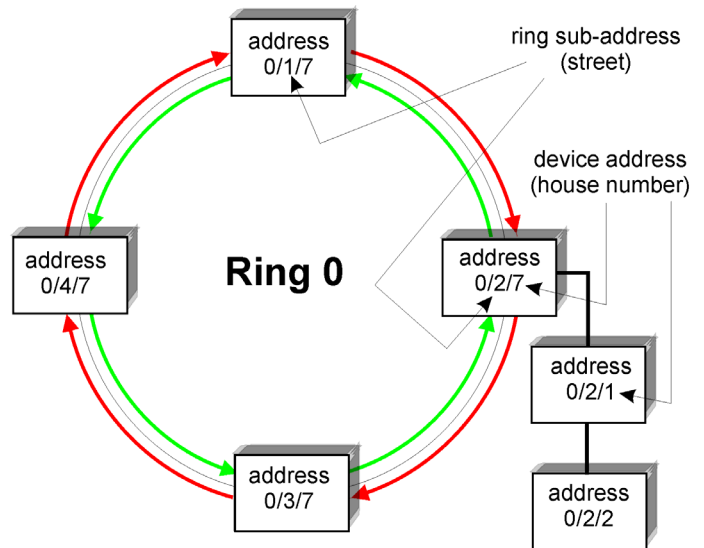 address
0/1/7
ring sub-address
(street)
device address
(house number)
address
0/4/7
Ring 0
address
0/2/7
address
0/2/1
address
0/3/7
address
0/2/2